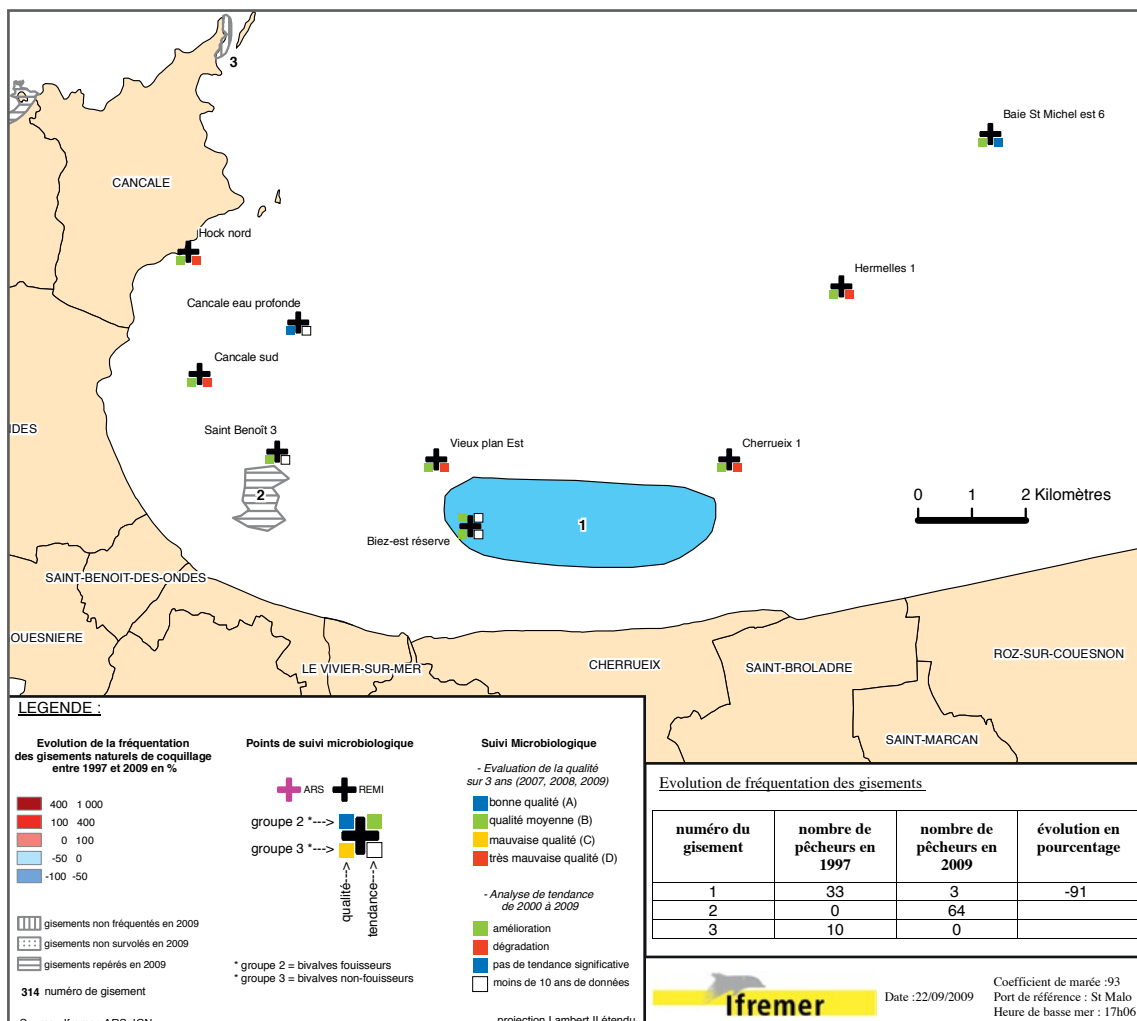 3
Baie St Michel est 6
CANCALE
Hock nord
Hermelles 1
Cancale eau profonde
Cancale sud
DES
Saint Benoît 3
Vieux plan Est
Cherrueix 1
2
0 1 2 Kilomètres
1
Biez-est réserve
SAINT-BENOIT-DES-ONDES
OUESNIERE
LE VIVIER-SUR-MER
CHERRUEIX
SAINT-BROLADRE
ROZ-SUR-COUESNON
SAINT-MARCAN
LEGENDE :
Evolution de la fréquentation
des gisements naturels de coquillage
entre 1997 et 2009 en %
400 1 000
100 400
0 100
-50 0
-100 -50
gisements non fréquentés en 2009
gisements non survolés en 2009
gisements repérés en 2009
314 numéro de gisement
Points de suivi microbiologique
ARS REMI
groupe 2 *--->
groupe 3 *--->
qualité--->
tendance--->
* groupe 2 = bivalves fouisseurs
* groupe 3 = bivalves non-fouisseurs
Suivi Microbiologique
- Evaluation de la qualité
sur 3 ans (2007, 2008, 2009)
bonne qualité (A)
qualité moyenne (B)
mauvaise qualité (C)
très mauvaise qualité (D)
- Analyse de tendance
de 2000 à 2009
amélioration
dégradation
pas de tendance significative
moins de 10 ans de données
projection Lambert II étendu
Evolution de fréquentation des gisements
numéro du gisement nombre de pêcheurs en 1997 nombre de pêcheurs en 2009 évolution en pourcentage
1 33 3 -91
2 0 64
3 10 0
Ifremer
Date :22/09/2009
Coefficient de marée :93
Port de référence : St Malo
Heure de basse mer : 17h06